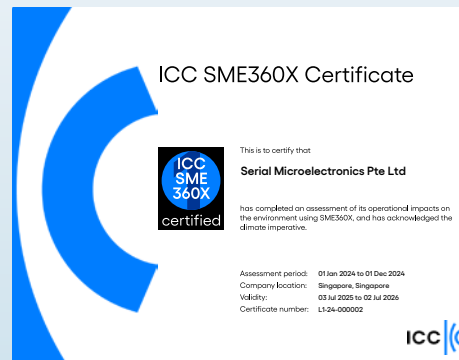 ICC SME360X Certificate
ICC
SME
360X
certified
This is to certify that
Serial Microelectronics Pte Ltd
has completed an assessment of its operational impacts on
the environment using SME360X, and has acknowledged the
climate imperative.
Assessment period: 01 Jan 2024 to 01 Dec 2024
Company location: Singapore, Singapore
Validity: 03 Jul 2025 to 02 Jul 2026
Certificate number: L1-24-000002
ICC